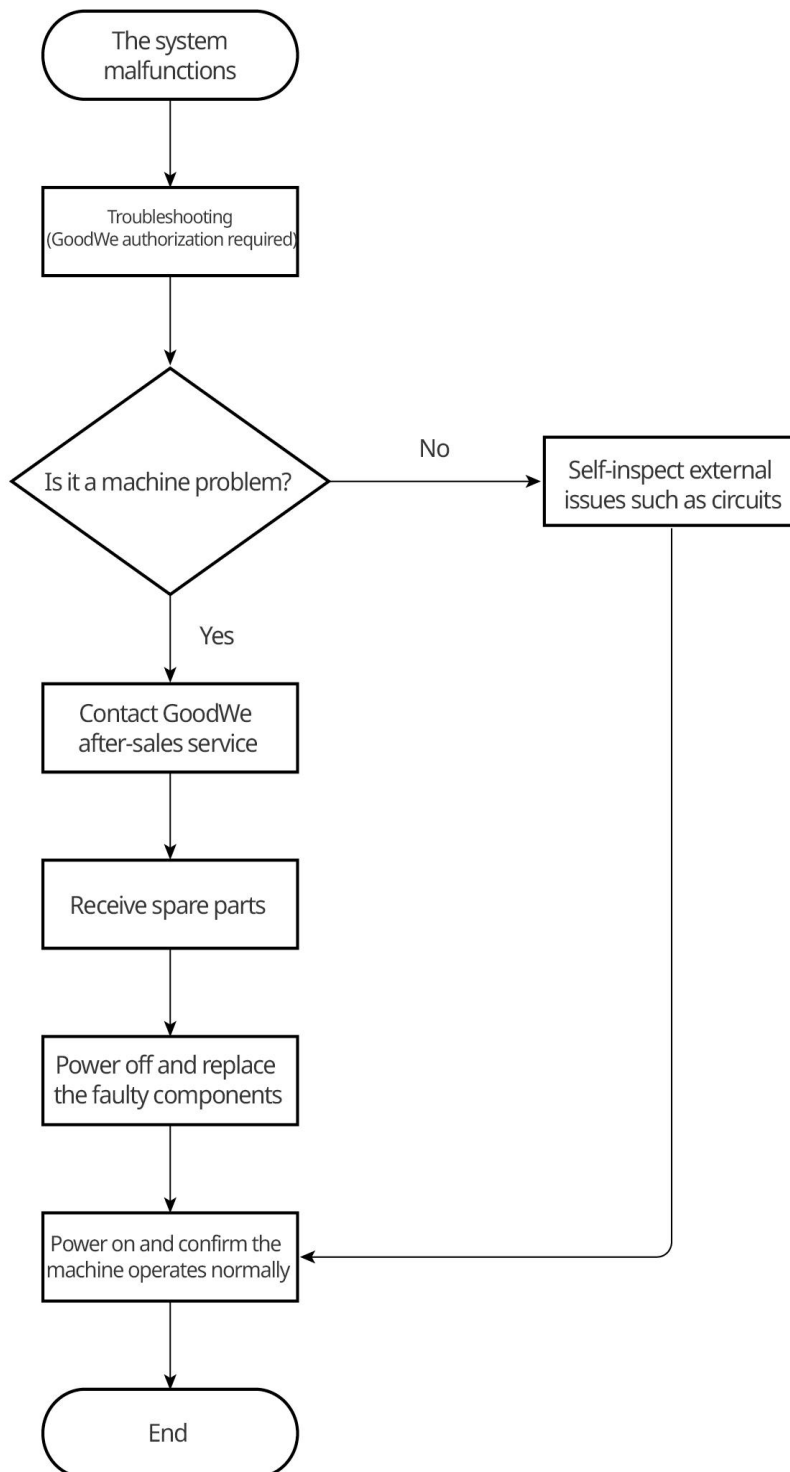 The system
malfunctions
Troubleshooting
(GoodWe authorization required)
Is it a machine problem?
No
Self-inspect external
issues such as circuits
Yes
Contact GoodWe
after-sales service
Receive spare parts
Power off and replace
the faulty components
Power on and confirm the
machine operates normally
End